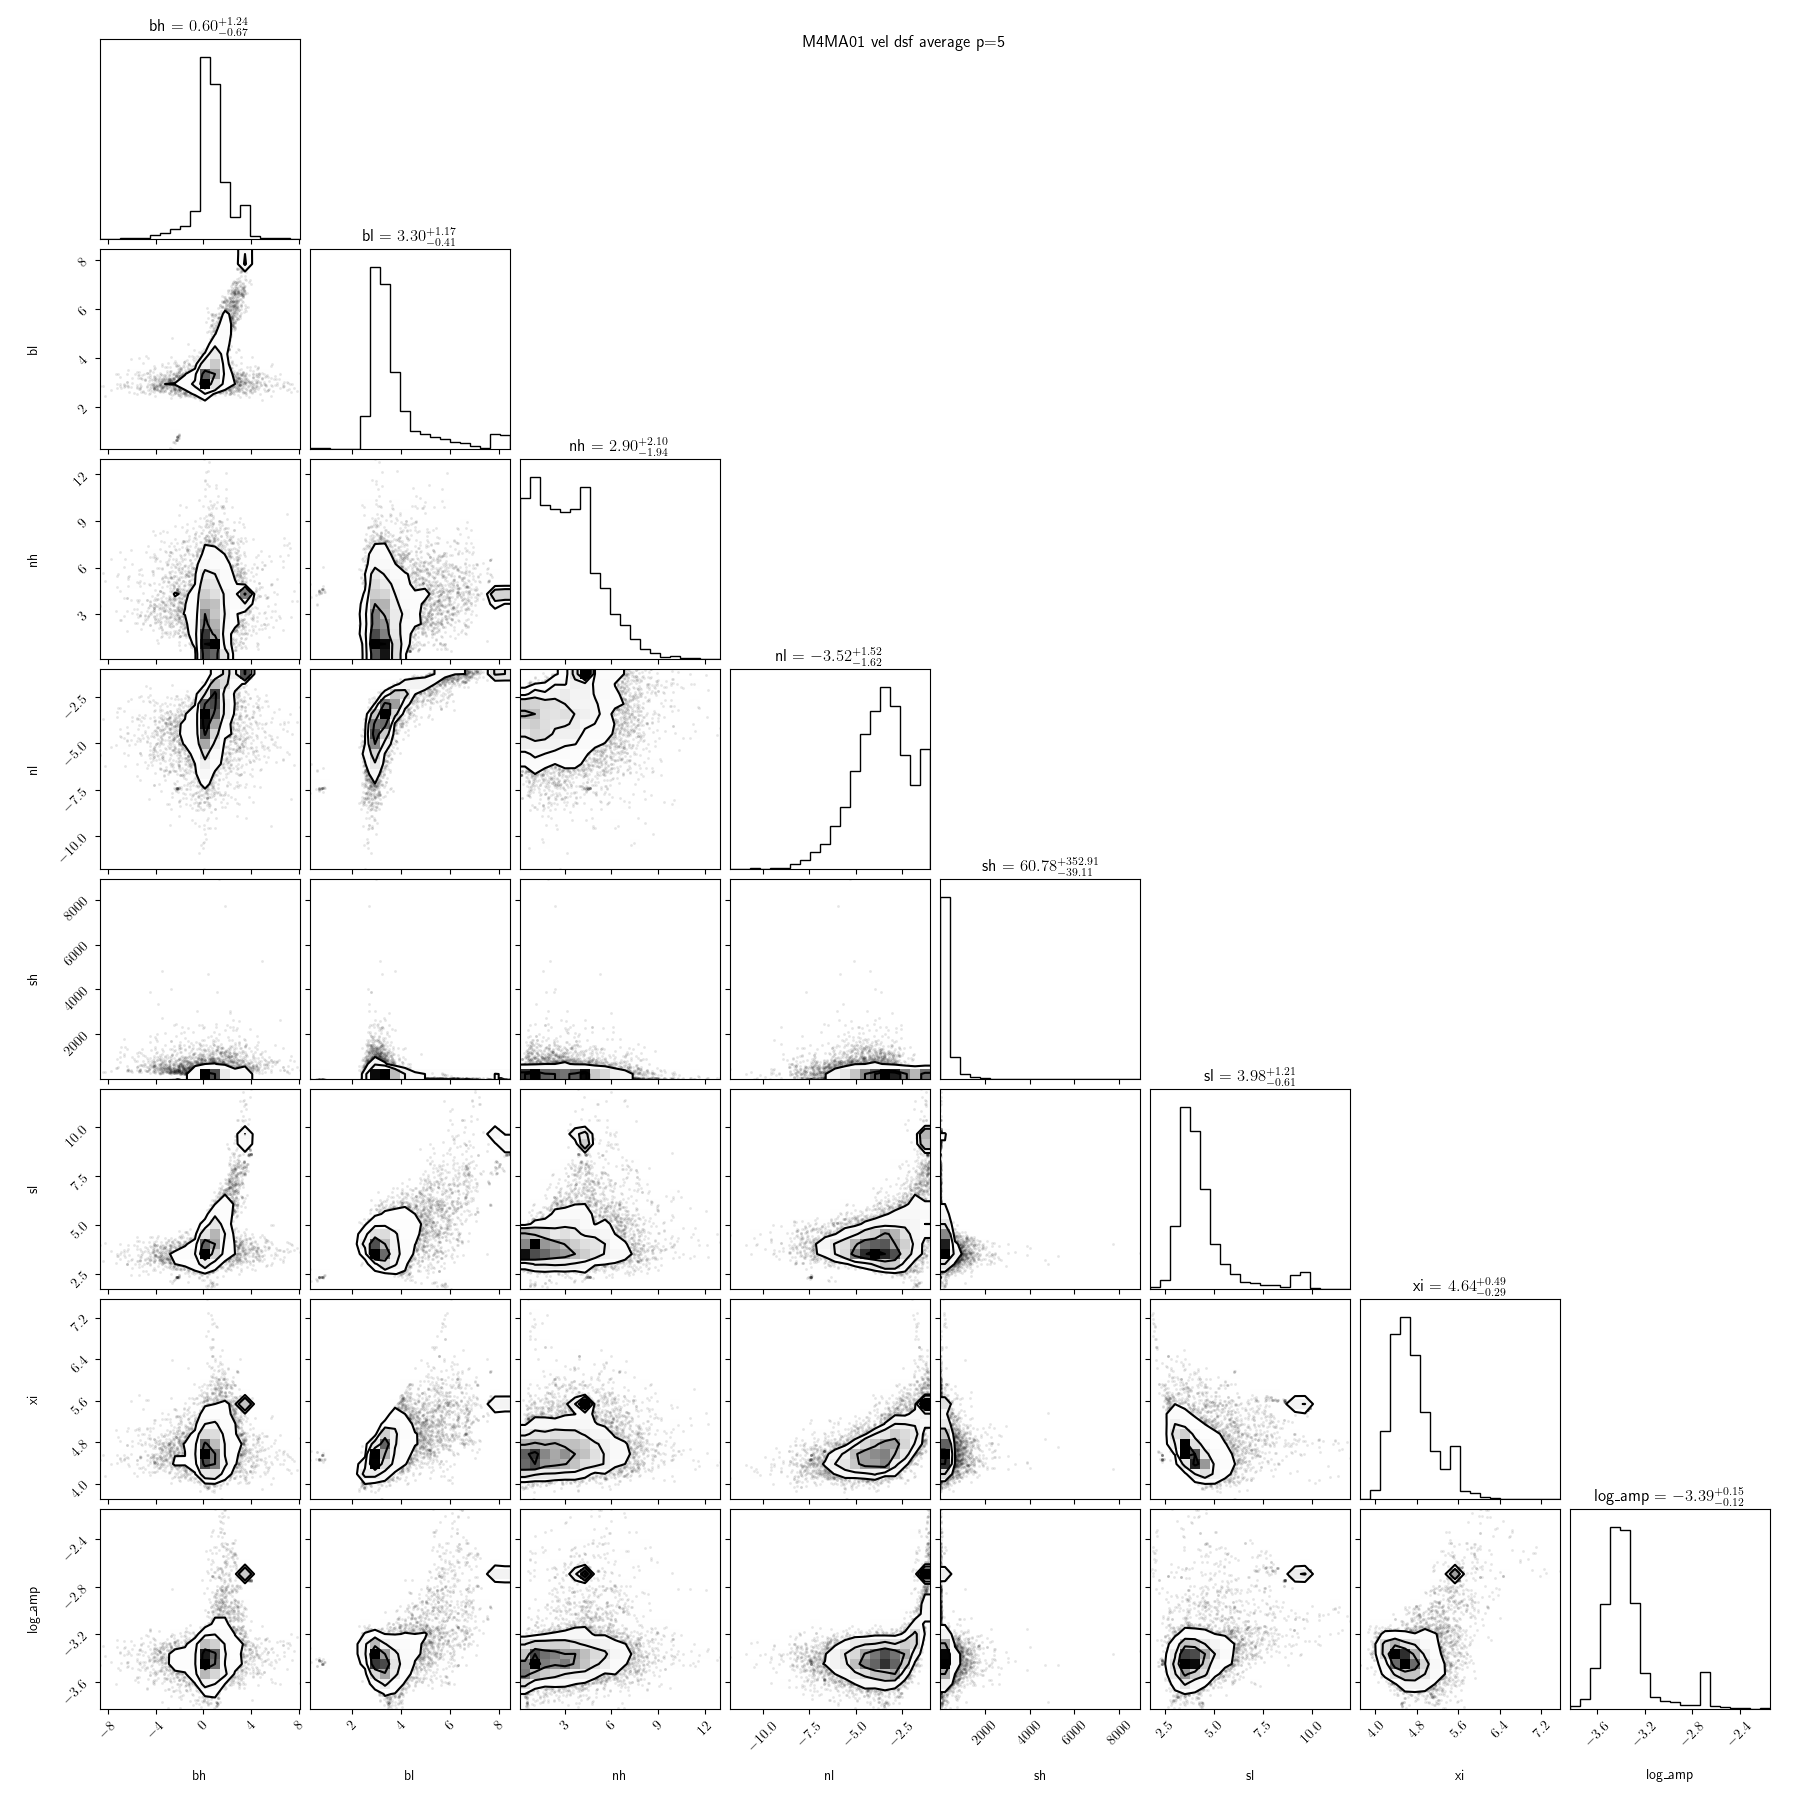 M4MA01 vel dsf average p=5
bh = 0.60+1.24 −0.67
bl = 3.30+1.17 −0.41
nh = 2.90+2.10 −1.94
nl = −3.52+1.52 −1.62
sh = 60.78+352.91 −39.11
sl = 3.98+1.21 −0.61
xi = 4.64+0.49 −0.29
log_amp = −3.39+0.15 −0.12
bl
8
6
4
2
nh
12
9
6
3
nl
−2.5
−5.0
−7.5
−10.0
sh
8000
6000
4000
2000
sl
10.0
7.5
5.0
2.5
xi
7.2
6.4
5.6
4.8
4.0
log_amp
−2.4
−2.8
−3.2
−3.6
−8 −4 0 4 8
2 4 6 8
3 6 9 12
−10.0 −7.5 −5.0 −2.5
2000 4000 6000 8000
2.5 5.0 7.5 10.0
4.0 4.8 5.6 6.4 7.2
−3.6 −3.2 −2.8 −2.4
bh bl nh nl sh sl xi log_amp